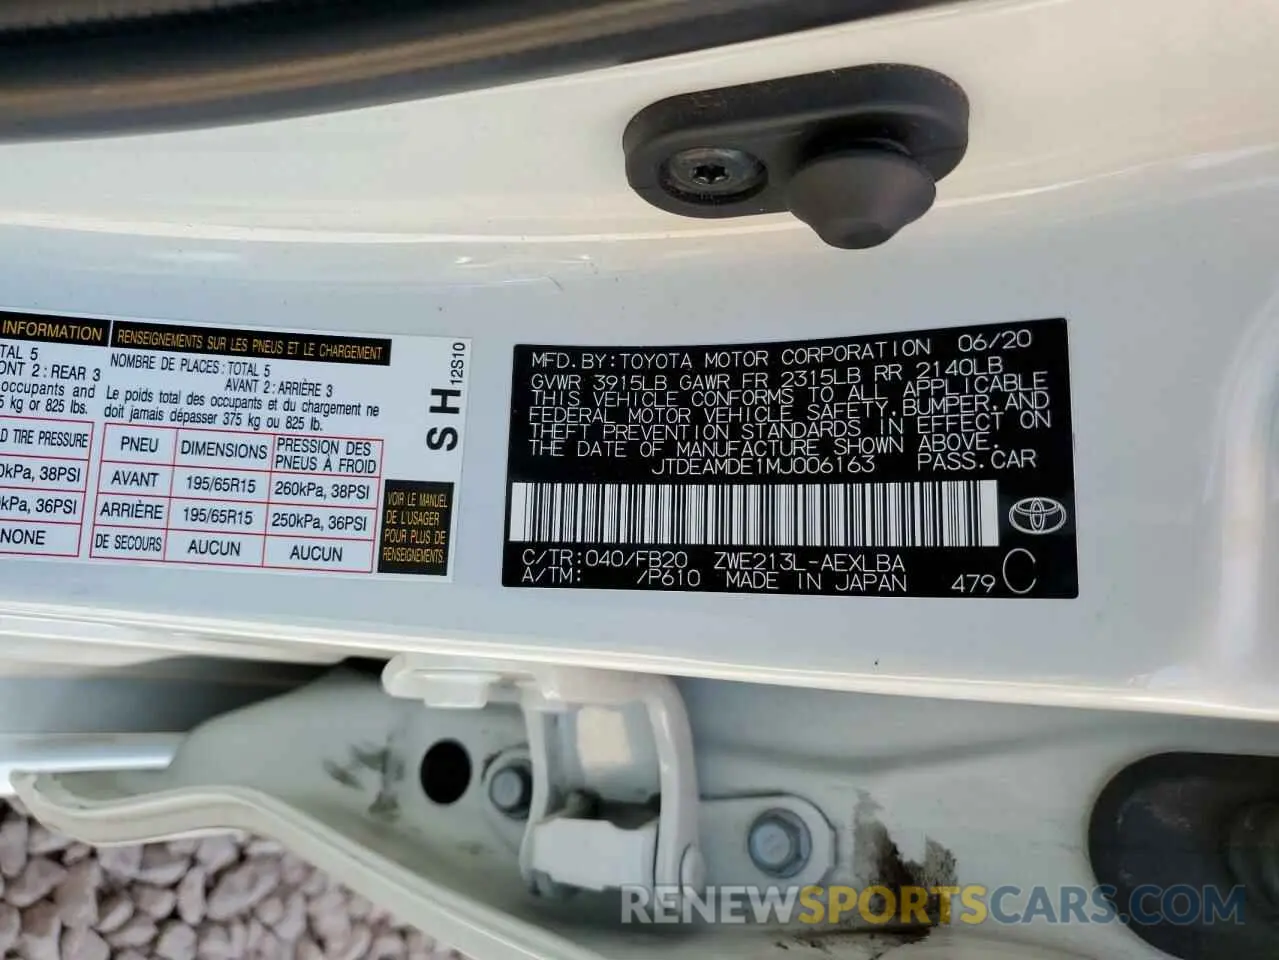 INFORMATION
TAL 5
ONT 2 : REAR 3
occupants and
5 kg or 825 lbs.
D TIRE PRESSURE
0kPa, 38PSI
kPa, 36PSI
NONE
RENSEIGNEMENTS SUR LES PNEUS ET LE CHARGEMENT
NOMBRE DE PLACES : TOTAL 5
AVANT 2 : ARRIÈRE 3
Le poids total des occupants et du chargement ne
doit jamais dépasser 375 kg ou 825 lb.
PNEU DIMENSIONS PRESSION DES
PNEUS À FROID
AVANT 195/65R15 260kPa, 38PSI
ARRIÈRE 195/65R15 250kPa, 36PSI
DE SECOURS AUCUN AUCUN
SH
12S10
VOIR LE MANUEL
DE L'USAGER
POUR PLUS DE
RENSEIGNEMENTS.
MFD.BY:TOYOTA MOTOR CORPORATION 06/20
GVWR 3915LB GAWR FR 2315LB RR 2140LB
THIS VEHICLE CONFORMS TO ALL APPLICABLE
FEDERAL MOTOR VEHICLE SAFETY,BUMPER,AND
THEFT PREVENTION STANDARDS IN EFFECT ON
THE DATE OF MANUFACTURE SHOWN ABOVE.
JTDEAMDE1MJ006163 PASS.CAR
C/TR:040/FB20 ZWE213L-AEXLBA
A/TM: /P610 MADE IN JAPAN 479 C
RENEWSPORTSCARS.COM